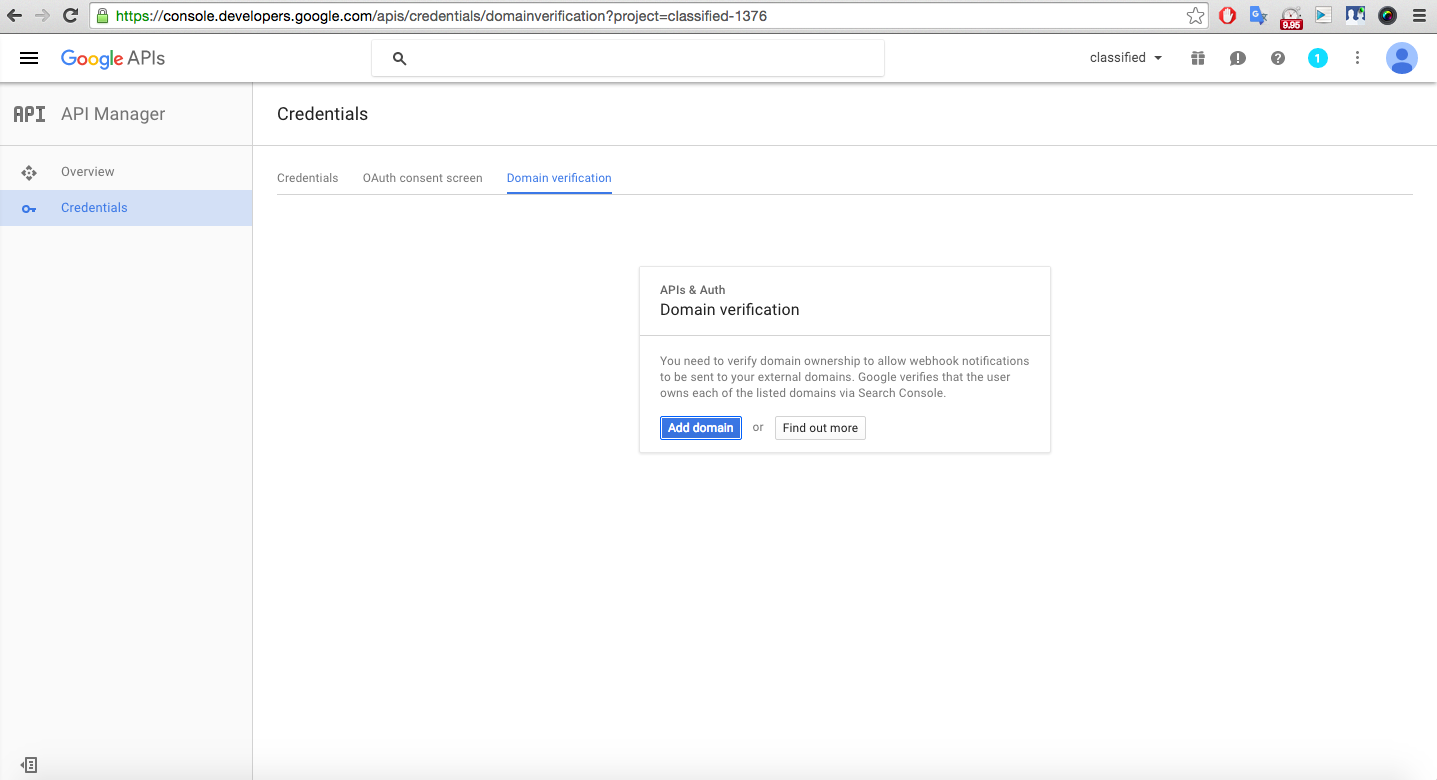 https://console.developers.google.com/apis/credentials/domainverification?project=classified-1376
9.95
Google APIs
classified
1
API
API Manager
Credentials
Overview
Credentials
Credentials
OAuth consent screen
Domain verification
APIs & Auth
Domain verification
You need to verify domain ownership to allow webhook notifications
to be sent to your external domains. Google verifies that the user
owns each of the listed domains via Search Console.
Add domain
or
Find out more